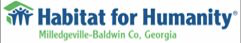 Habitat for Humanity®
Milledgeville-Baldwin Co, Georgia